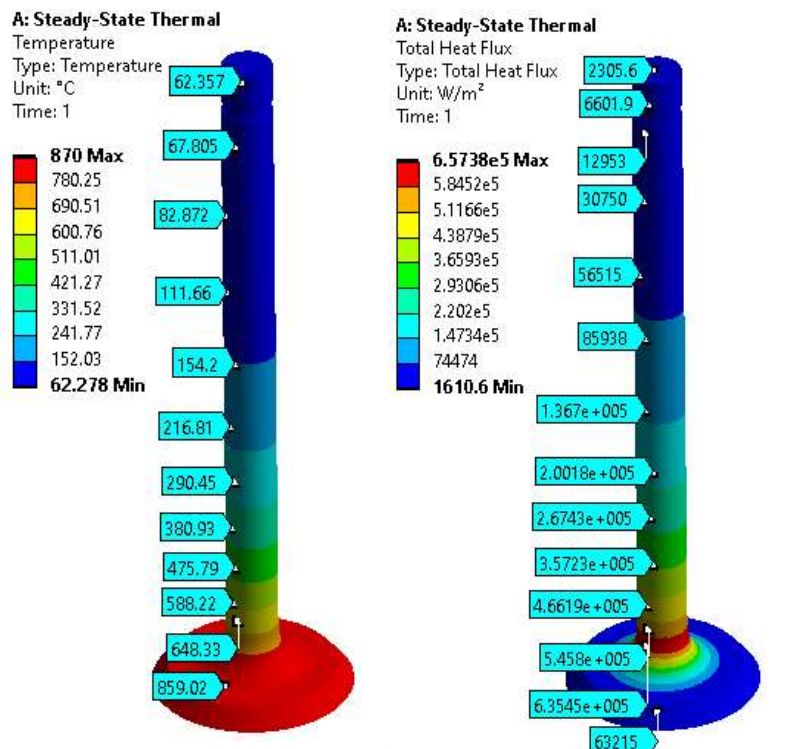 A: Steady-State Thermal
Temperature
Type: Temperature
Unit: °C
Time: 1
870 Max
780.25
690.51
600.76
511.01
421.27
331.52
241.77
152.03
62.278 Min
62.357
67.805
82.872
111.66
154.2
216.81
290.45
380.93
475.79
588.22
648.33
859.02
A: Steady-State Thermal
Total Heat Flux
Type: Total Heat Flux
Unit: W/m²
Time: 1
6.5738e5 Max
5.8452e5
5.1166e5
4.3879e5
3.6593e5
2.9306e5
2.202e5
1.4734e5
74474
1610.6 Min
2305.6
6601.9
12953
30750
56515
85938
1.367e+005
2.0018e+005
2.6743e+005
3.5723e+005
4.6619e+005
5.458e+005
6.3545e+005
63215